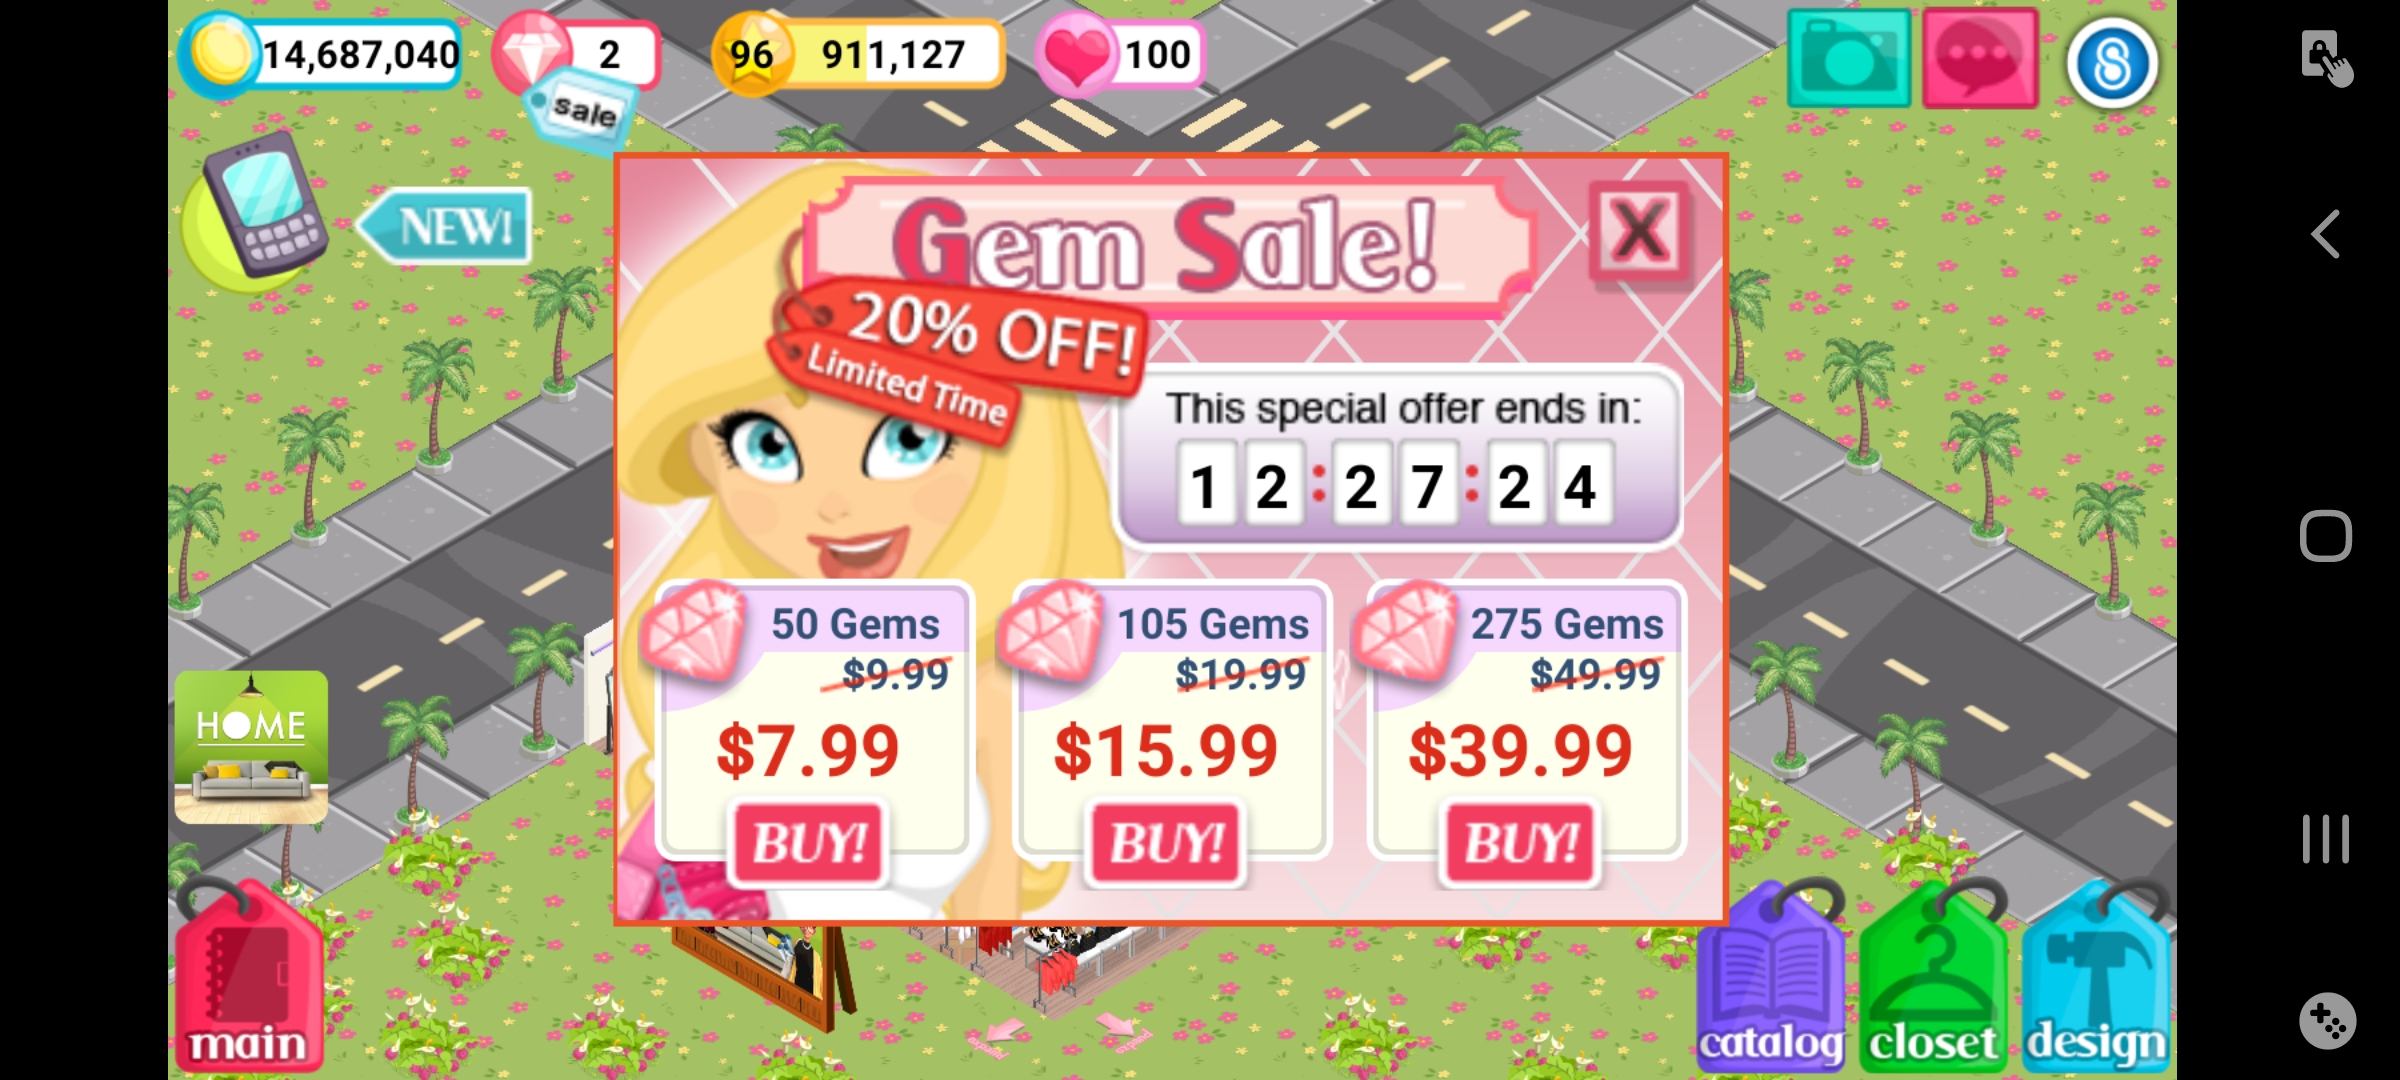 14,687,040
2
96
911,127
100
sale
NEW!
Gem Sale!
20% OFF!
Limited Time
This special offer ends in:
12:27:24
50 Gems
$9.99
$7.99
BUY!
105 Gems
$19.99
$15.99
BUY!
275 Gems
$49.99
$39.99
BUY!
HOME
main
catalog
closet
design